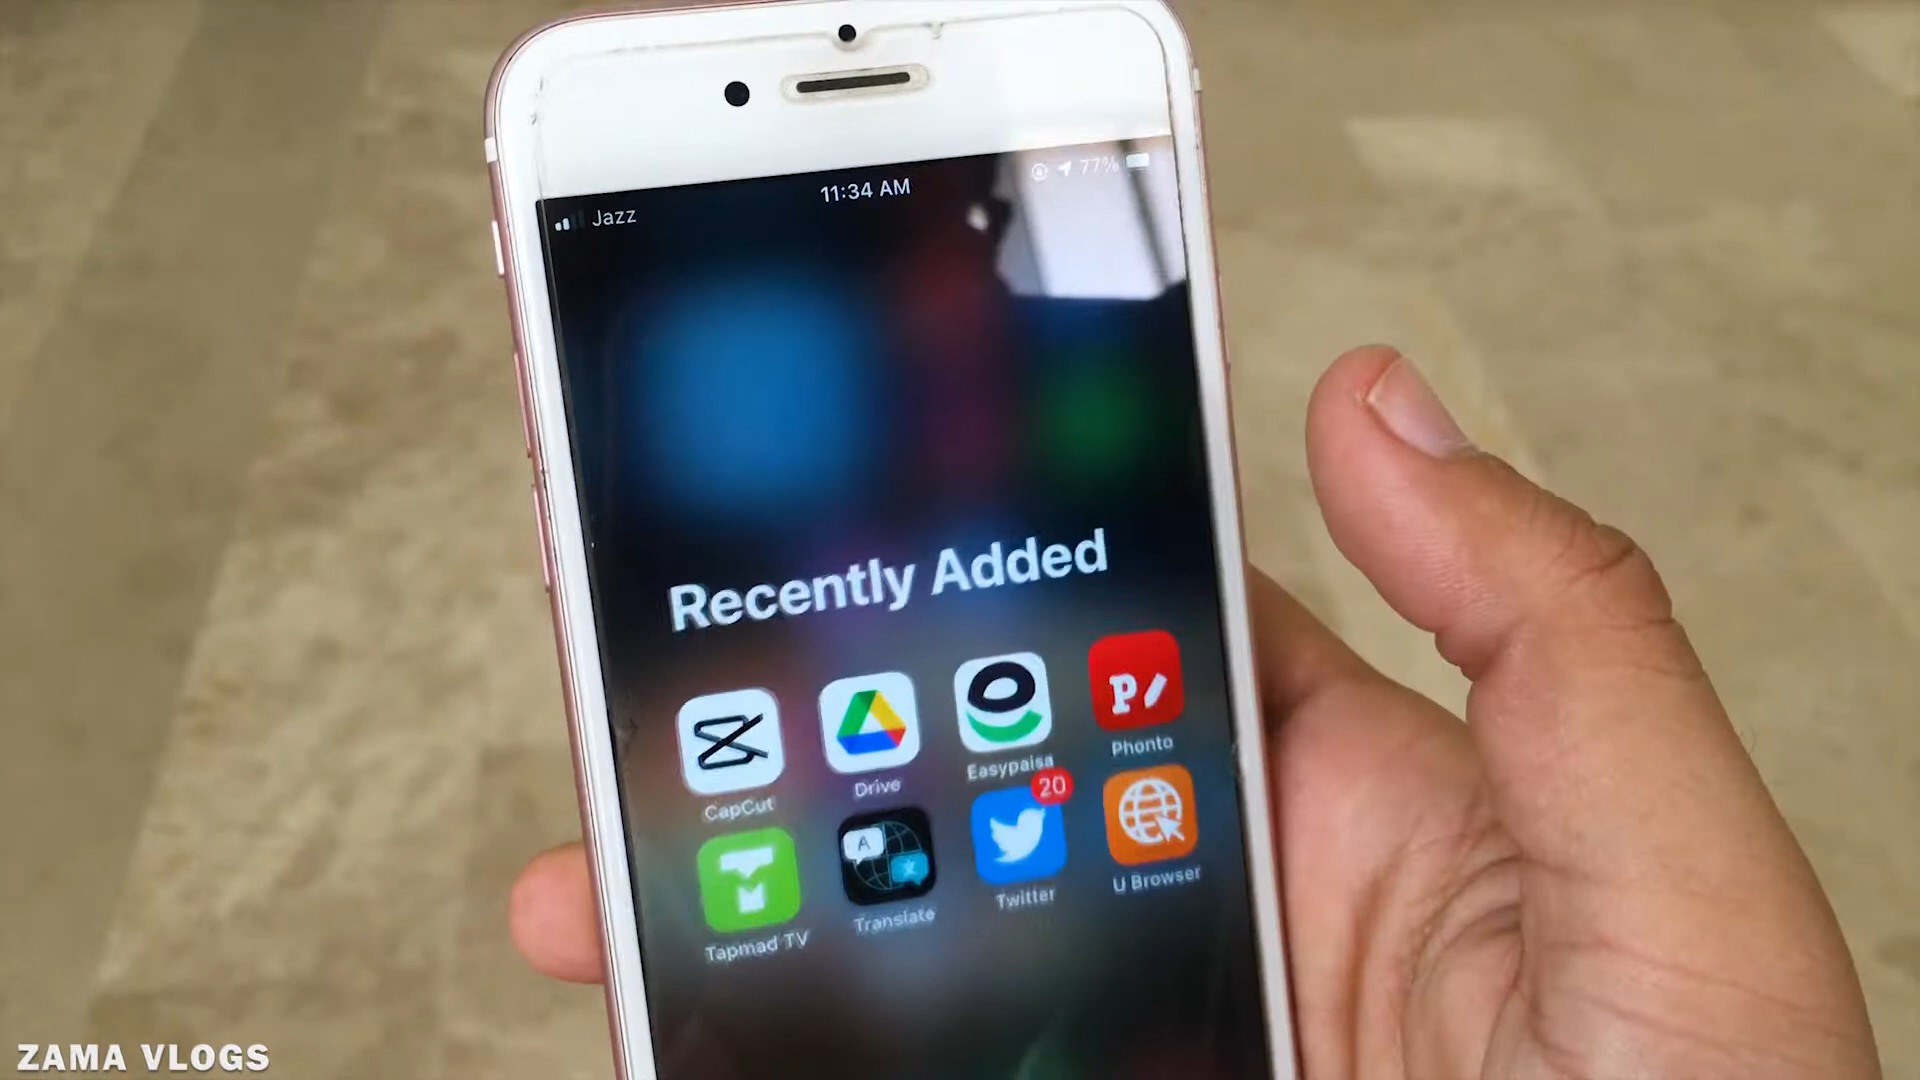 11:34 AM
77%
Jazz
Recently Added
CapCut
Drive
Easypaisa
Phonto
20
Tapmad TV
Translate
Twitter
U Browser
ZAMA VLOGS